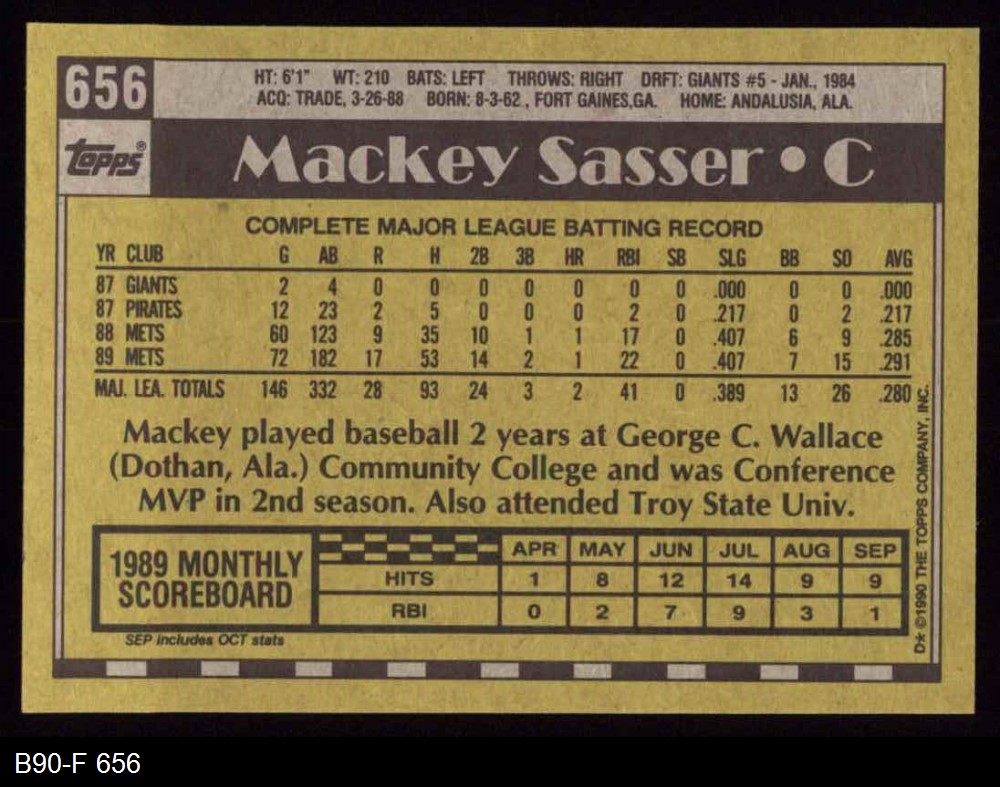 656
HT: 6'1" WT: 210 BATS: LEFT THROWS: RIGHT DRFT: GIANTS #5 - JAN., 1984
ACQ: TRADE, 3-26-88 BORN: 8-3-62, FORT GAINES, GA. HOME: ANDALUSIA, ALA.
topps®
Mackey Sasser • C
COMPLETE MAJOR LEAGUE BATTING RECORD
YR CLUB G AB R H 2B 3B HR RBI SB SLG BB SO AVG
87 GIANTS 2 4 0 0 0 0 0 0 0 .000 0 0 .000
87 PIRATES 12 23 2 5 0 0 0 2 0 .217 0 2 .217
88 METS 60 123 9 35 10 1 1 17 0 .407 6 9 .285
89 METS 72 182 17 53 14 2 1 22 0 .407 7 15 .291
MAJ. LEA. TOTALS 146 332 28 93 24 3 2 41 0 .389 13 26 .280
Mackey played baseball 2 years at George C. Wallace
(Dothan, Ala.) Community College and was Conference
MVP in 2nd season. Also attended Troy State Univ.
1989 MONTHLY
SCOREBOARD
APR MAY JUN JUL AUG SEP
HITS 1 8 12 14 9 9
RBI 0 2 7 9 3 1
SEP includes OCT stats
D* ©1990 THE TOPPS COMPANY, INC.
B90-F 656